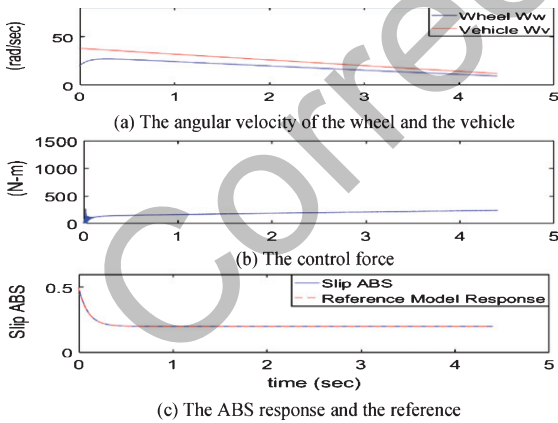 Wheel Ww
Vehicle Wv
(rad/sec)
50
0
0 1 2 3 4 5
(a) The angular velocity of the wheel and the vehicle
(N-m)
1500
1000
500
0
0 1 2 3 4 5
(b) The control force
Slip ABS
Reference Model Response
Slip ABS
0.5
0
0 1 2 3 4 5
time (sec)
(c) The ABS response and the reference
Correc